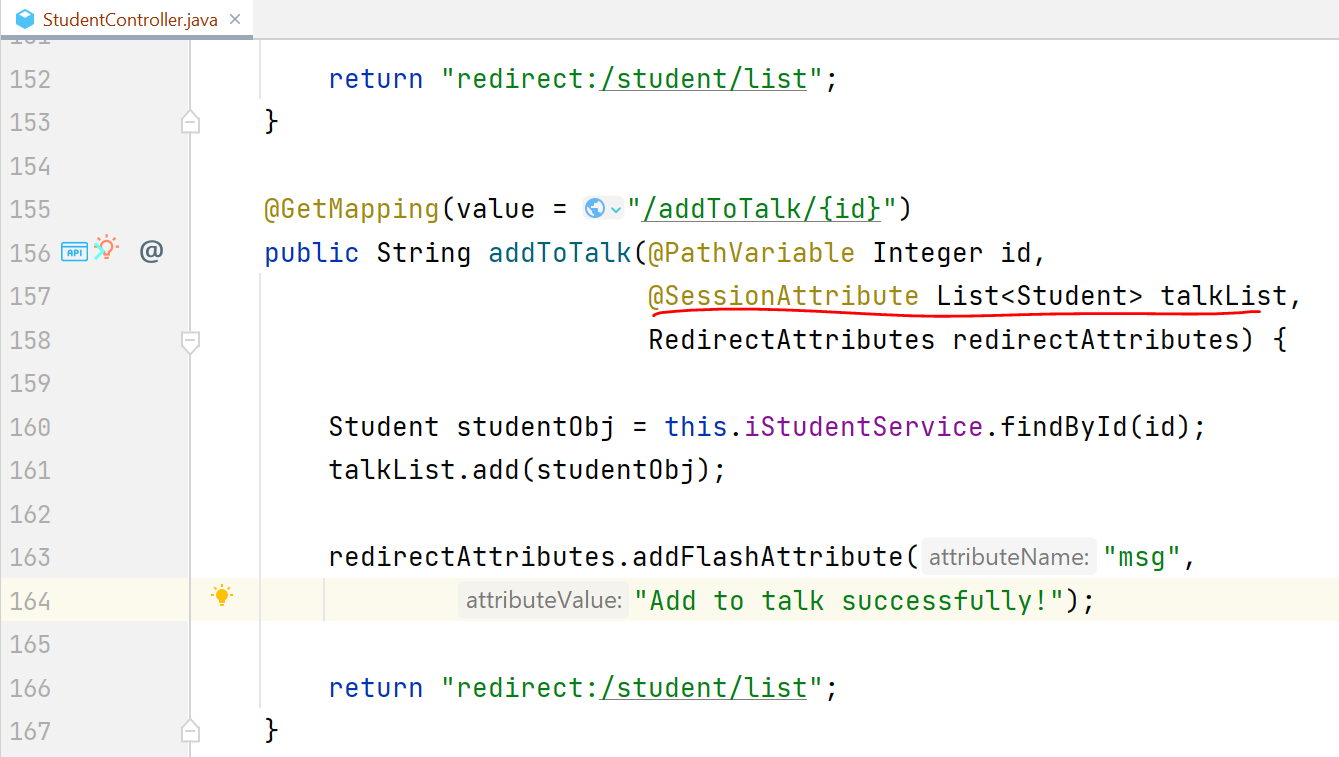 StudentController.java
152 return "redirect:/student/list";
153 }
154
155 @GetMapping(value = "/addToTalk/{id}")
156 API @ public String addToTalk(@PathVariable Integer id,
157 @SessionAttribute List<Student> talkList,
158 RedirectAttributes redirectAttributes) {
159
160 Student studentObj = this.iStudentService.findById(id);
161 talkList.add(studentObj);
162
163 redirectAttributes.addFlashAttribute( attributeName: "msg",
164 attributeValue: "Add to talk successfully!");
165
166 return "redirect:/student/list";
167 }